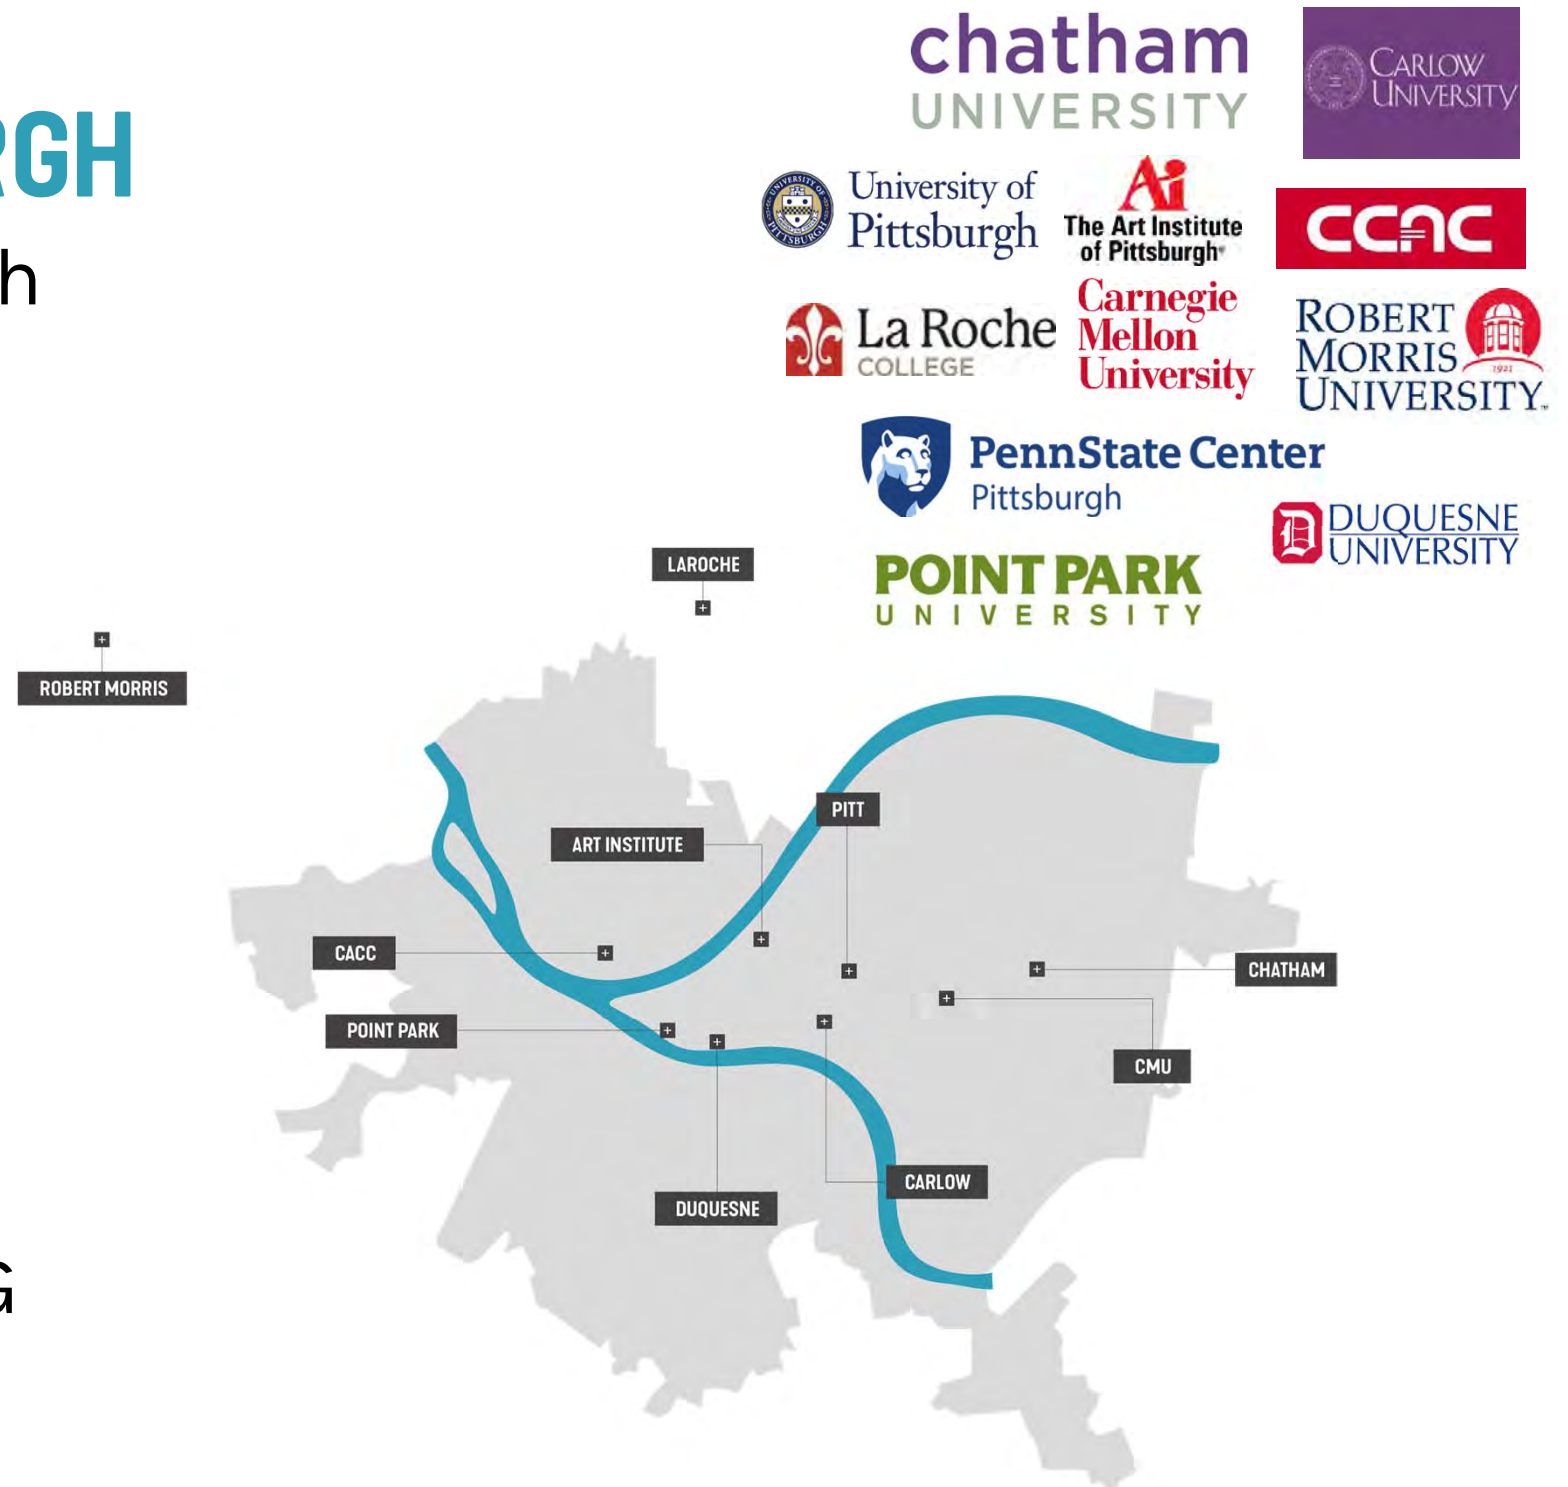 RGH
h
G
chatham
UNIVERSITY
CARLOW
UNIVERSITY
University of
Pittsburgh
Ai
The Art Institute
of Pittsburgh®
CCAC
La Roche
COLLEGE
Carnegie
Mellon
University
ROBERT
MORRIS
UNIVERSITY
1921
PennState Center
Pittsburgh
DUQUESNE
UNIVERSITY
POINT PARK
UNIVERSITY
LAROCHE
ROBERT MORRIS
PITT
ART INSTITUTE
CACC
CHATHAM
POINT PARK
CMU
CARLOW
DUQUESNE